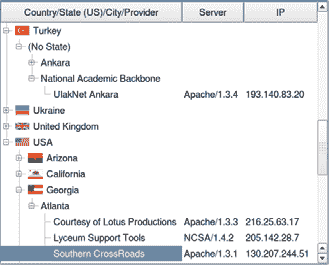 Country/State (US)/City/Provider Server IP
Turkey
(No State)
Ankara
National Academic Backbone
UlakNet Ankara Apache/1.3.4 193.140.83.20
Ukraine
United Kingdom
USA
Arizona
California
Georgia
Atlanta
Courtesy of Lotus Productions Apache/1.3.3 216.25.63.17
Lyceum Support Tools NCSA/1.4.2 205.142.28.7
Southern CrossRoads Apache/1.3.1 130.207.244.51